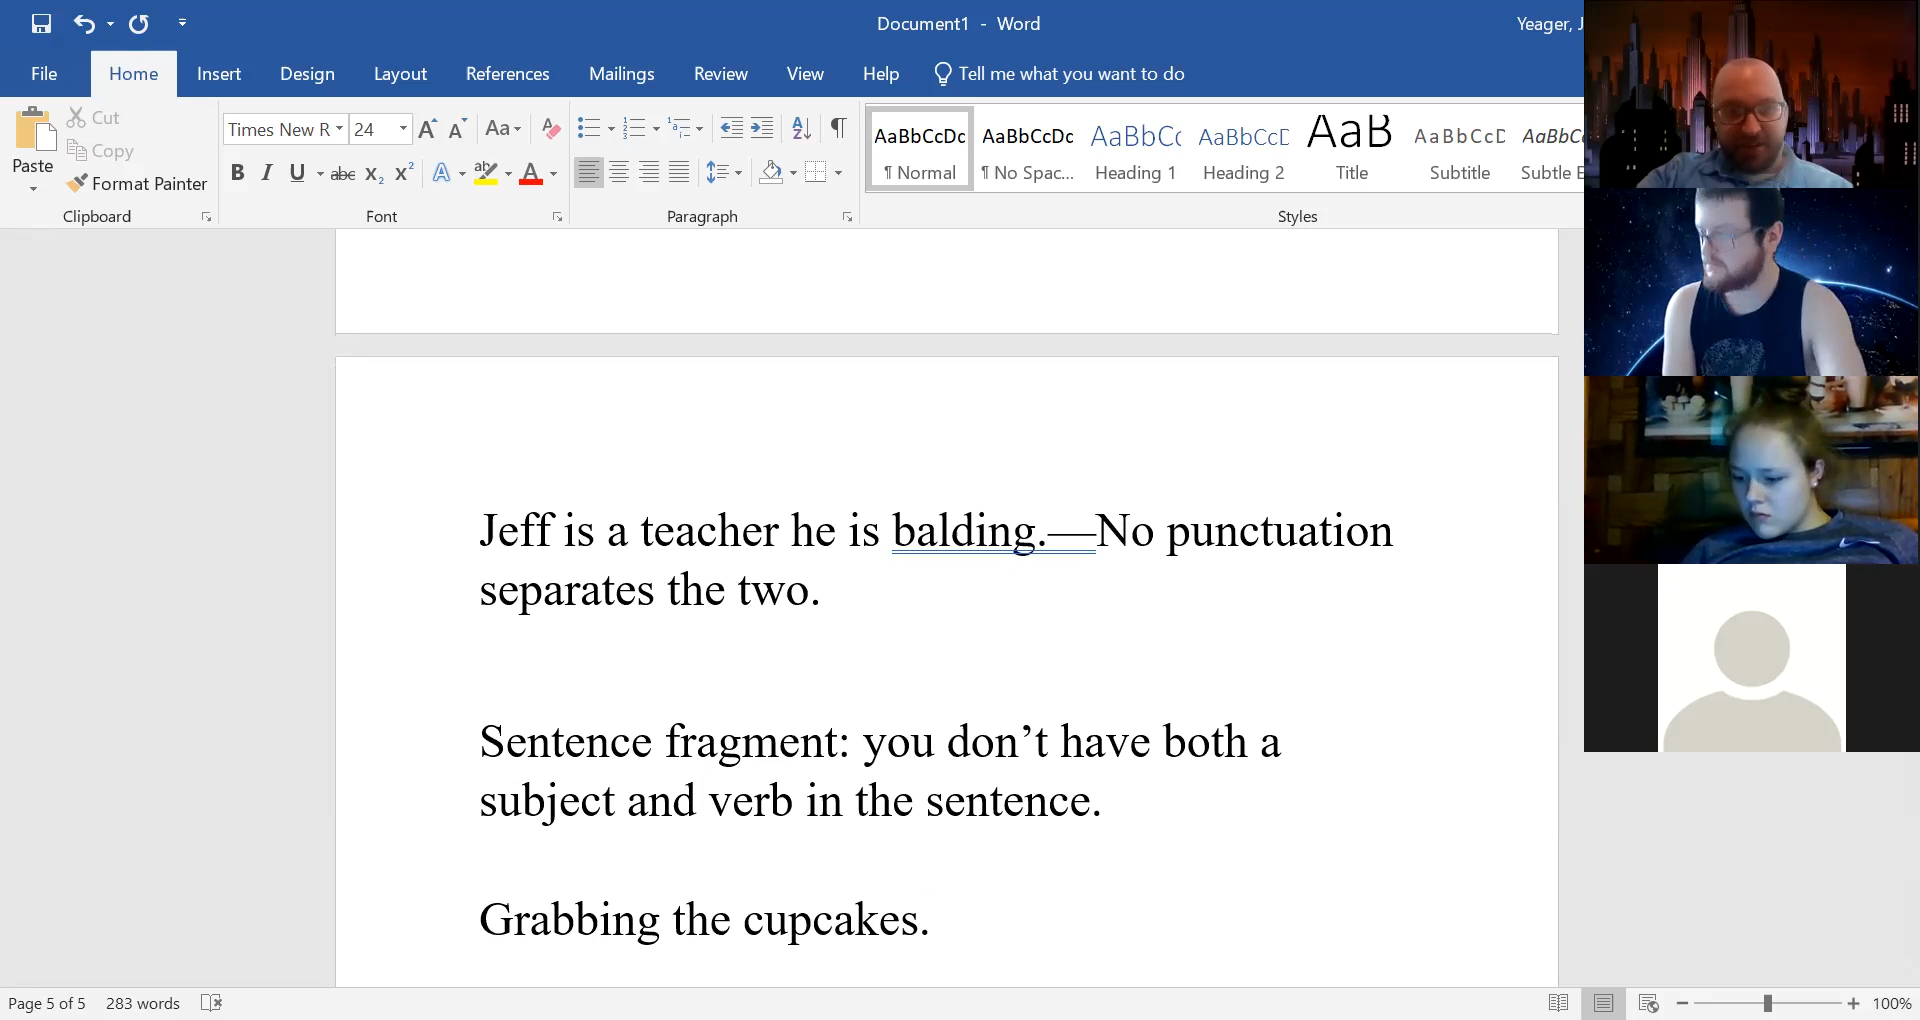 Document1 - Word
Yeager, J
File Home Insert Design Layout References Mailings Review View Help Tell me what you want to do
Paste
Cut
Copy
Format Painter
Clipboard
Times New R 24
Font
Paragraph
AaBbCcDc AaBbCcDc AaBbCc AaBbCcD AaB AaBbCcD AaBbCc
¶ Normal ¶ No Spac... Heading 1 Heading 2 Title Subtitle Subtle E
Styles
Jeff is a teacher he is balding.—No punctuation
separates the two.
Sentence fragment: you don’t have both a
subject and verb in the sentence.
Grabbing the cupcakes.
Page 5 of 5 283 words 100%